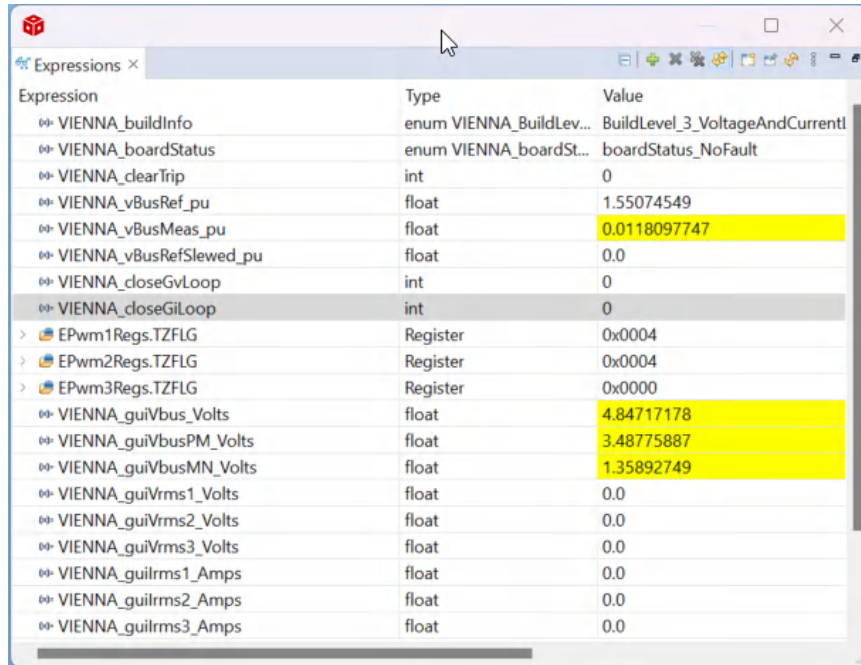 Expressions
Expression Type Value
VIENNA_buildInfo enum VIENNA_BuildLev... BuildLevel_3_VoltageAndCurrentl
VIENNA_boardStatus enum VIENNA_boardSt... boardStatus_NoFault
VIENNA_clearTrip int 0
VIENNA_vBusRef_pu float 1.55074549
VIENNA_vBusMeas_pu float 0.0118097747
VIENNA_vBusRefSlewed_pu float 0.0
VIENNA_closeGvLoop int 0
VIENNA_closeGiLoop int 0
EPwm1Regs.TZFLG Register 0x0004
EPwm2Regs.TZFLG Register 0x0004
EPwm3Regs.TZFLG Register 0x0000
VIENNA_guiVbus_Volts float 4.84717178
VIENNA_guiVbusPM_Volts float 3.48775887
VIENNA_guiVbusMN_Volts float 1.35892749
VIENNA_guiVrms1_Volts float 0.0
VIENNA_guiVrms2_Volts float 0.0
VIENNA_guiVrms3_Volts float 0.0
VIENNA_guiIrms1_Amps float 0.0
VIENNA_guiIrms2_Amps float 0.0
VIENNA_guiIrms3_Amps float 0.0